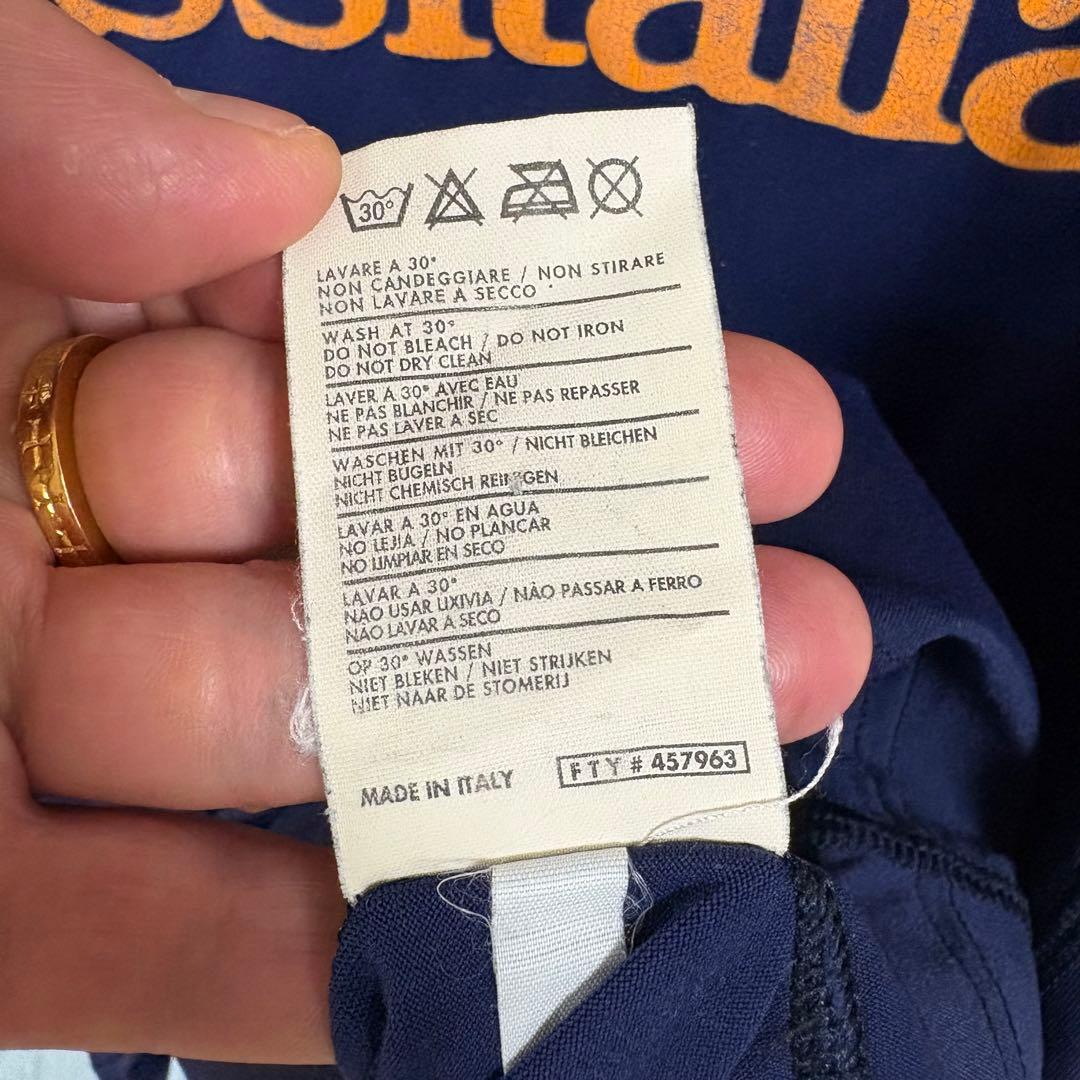 ssitalia
30°
LAVARE A 30°
NON CANDEGGIARE / NON STIRARE
NON LAVARE A SECCO
WASH AT 30°
DO NOT BLEACH / DO NOT IRON
DO NOT DRY CLEAN
LAVER A 30° AVEC EAU
NE PAS BLANCHIR / NE PAS REPASSER
NE PAS LAVER A SEC
WASCHEN MIT 30° / NICHT BLEICHEN
NICHT BUGELN
NICHT CHEMISCH REINIGEN
LAVAR A 30° EN AGUA
NO LEJIA / NO PLANCAR
NO LIMPIAR EN SECO
LAVAR A 30°
NÃO USAR LIXIVIA / NÃO PASSAR A FERRO
NÃO LAVAR A SECO
OP 30° WASSEN
NIET BLEKEN / NIET STRIJKEN
NIET NAAR DE STOMERIJ
MADE IN ITALY
FTY # 457963